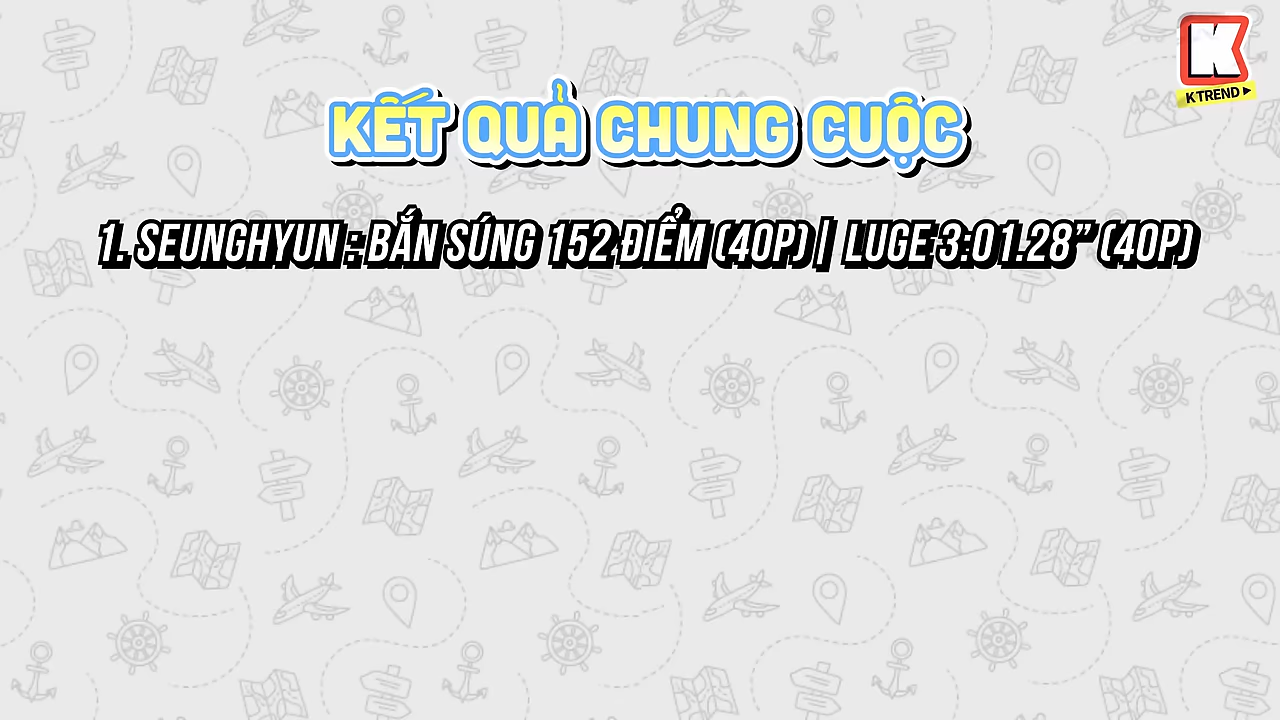 K
K TREND
KẾT QUẢ CHUNG CUỘC
1. SEUNGHYUN : BẮN SÚNG 152 ĐIỂM (40P) | LUGE 3:01.28” (40P)